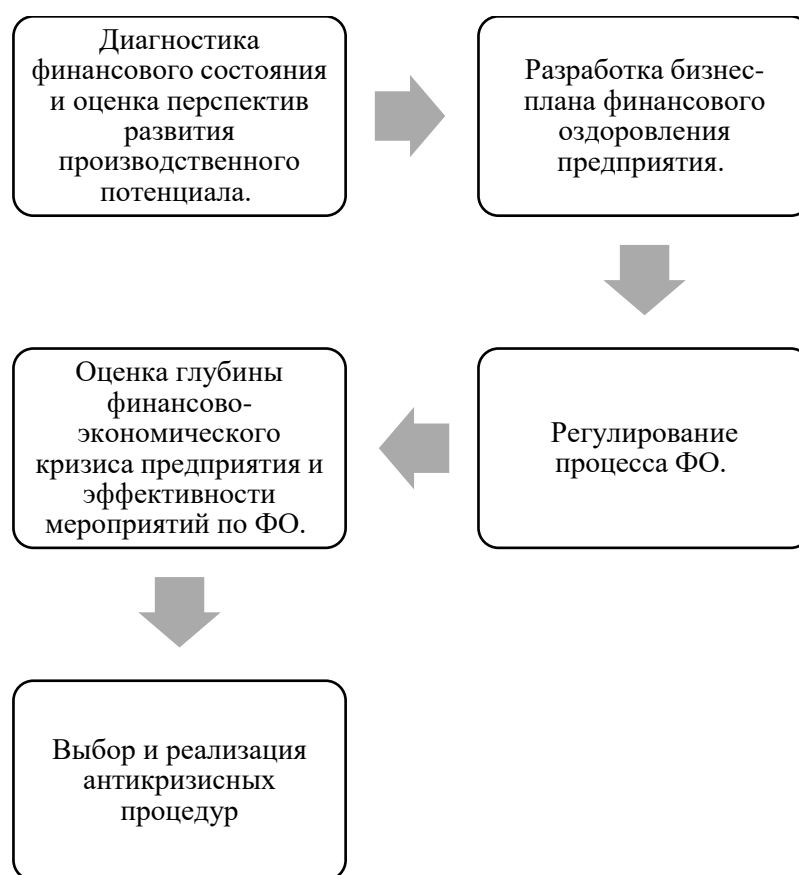 Диагностика
финансового состояния
и оценка перспектив
развития
производственного
потенциала.
Разработка бизнес-
плана финансового
оздоровления
предприятия.
Регулирование
процесса ФО.
Оценка глубины
финансово-
экономического
кризиса предприятия и
эффективности
мероприятий по ФО.
Выбор и реализация
антикризисных
процедур